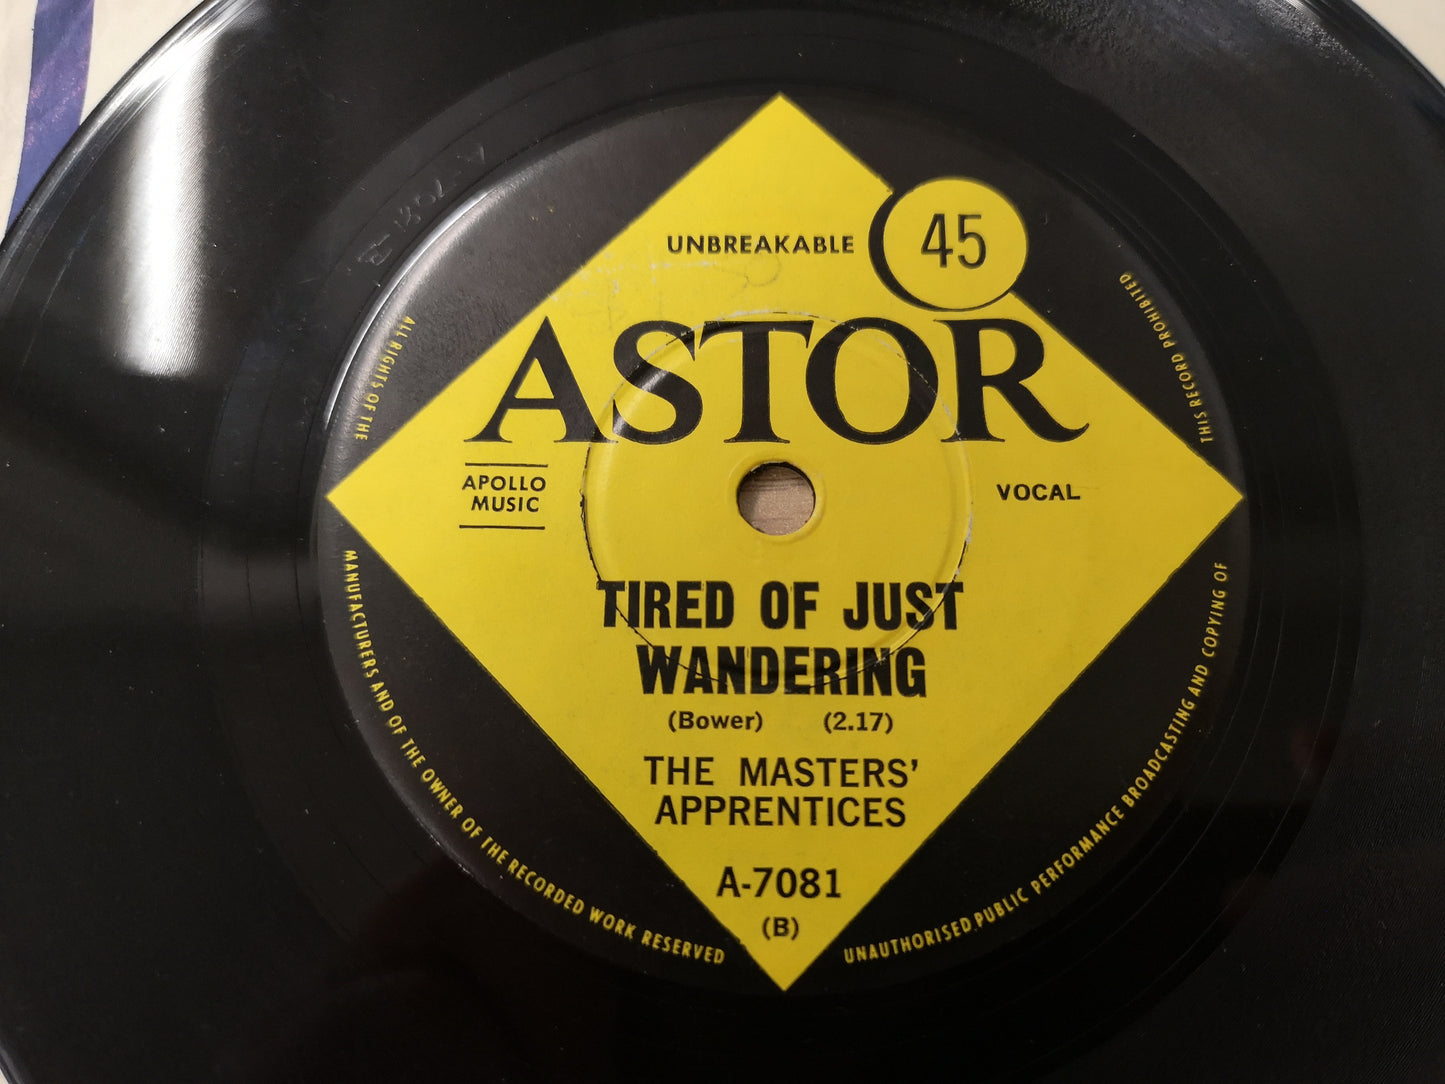 UNBREAKABLE
45
ASTOR
APOLLO
MUSIC
VOCAL
TIRED OF JUST
WANDERING
(Bower) (2.17)
THE MASTERS'
APPRENTICES
A-7081
(B)
ALL RIGHTS OF THE
MANUFACTURERS AND OF THE OWNER OF THE RECORDED WORK RESERVED
UNAUTHORISED PUBLIC PERFORMANCE BROADCASTING AND COPYING OF
THIS RECORD PROHIBITED